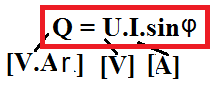 Q = U.I.sinφ
[V.Ar.] [V] [A]